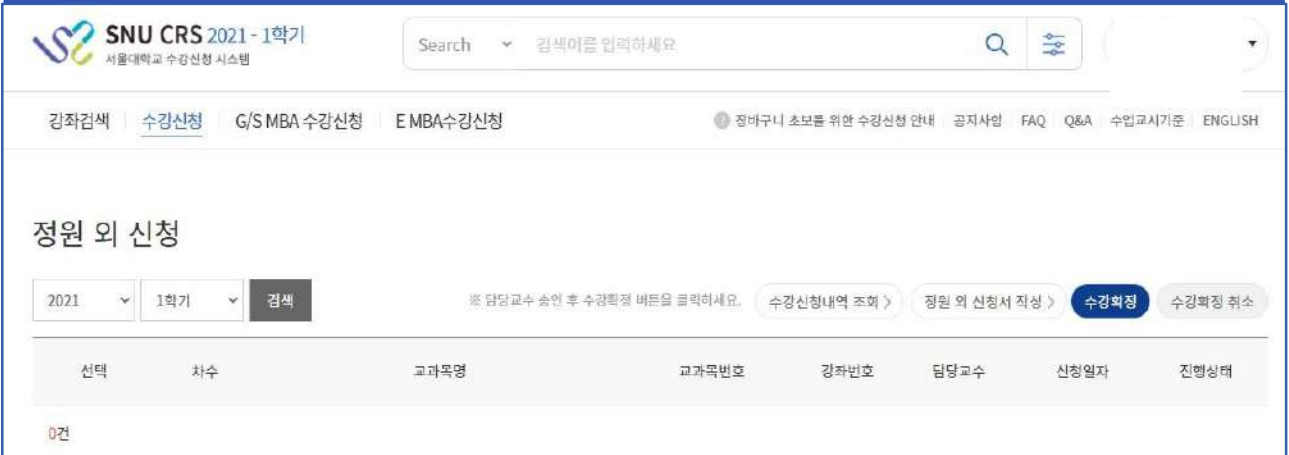 SNU CRS 2021 - 1학기
서울대학교 수강신청 시스템
Search 검색어를 입력하세요
강좌검색 수강신청 G/S MBA 수강신청 E MBA수강신청
장바구니 초보를 위한 수강신청 안내 공지사항 FAQ Q&A 수업교시기준 ENGLISH
정원 외 신청
2021 1학기 검색 ※ 담당교수 승인 후 수강확정 버튼을 클릭하세요. 수강신청내역 조회 > 정원 외 신청서 작성 > 수강확정 수강확정 취소
선택 차수 교과목명 교과목번호 강좌번호 담당교수 신청일자 진행상태
0건